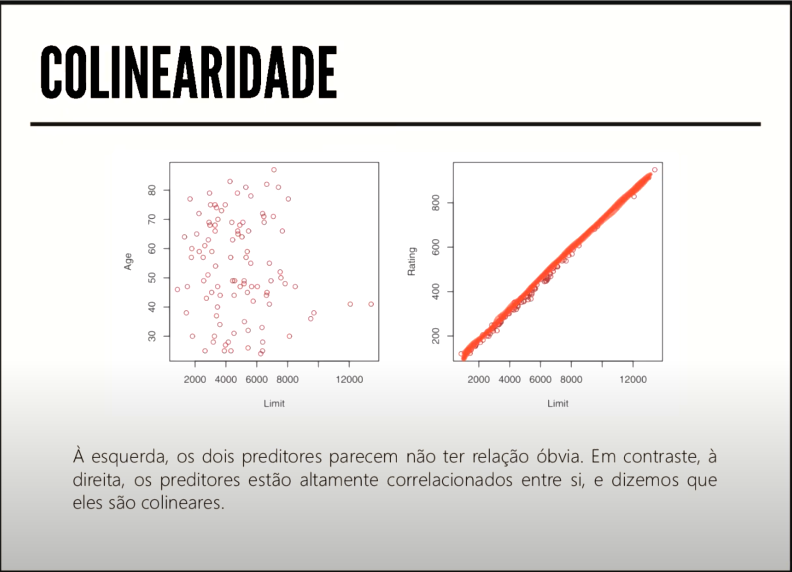 COLINEARIDADE
Age
30 40 50 60 70 80
2000 4000 6000 8000 12000
Limit
Rating
200 400 600 800
2000 4000 6000 8000 12000
Limit
À esquerda, os dois preditores parecem não ter relação óbvia. Em contraste, à
direita, os preditores estão altamente correlacionados entre si, e dizemos que
eles são colineares.